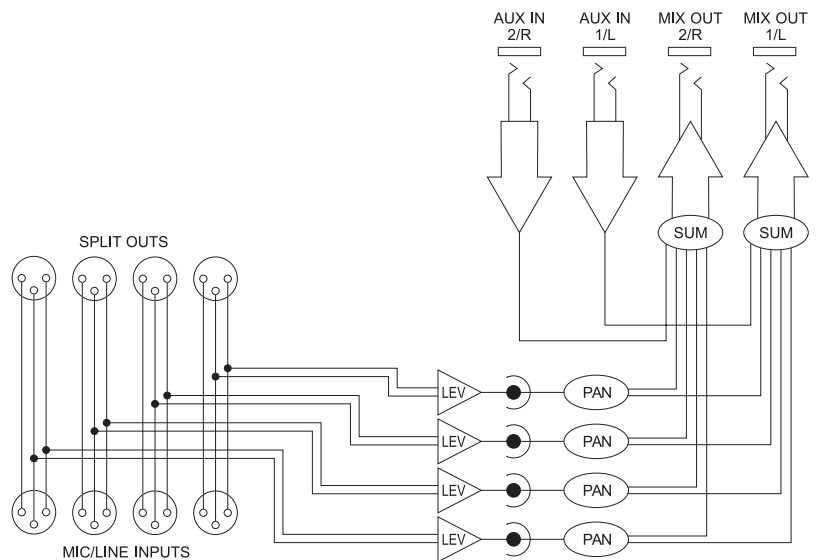 AUX IN
2/R
AUX IN
1/L
MIX OUT
2/R
MIX OUT
1/L
SUM
SUM
SPLIT OUTS
LEV
PAN
LEV
PAN
LEV
PAN
LEV
PAN
MIC/LINE INPUTS